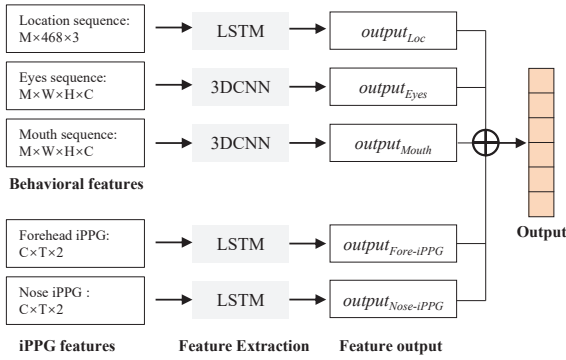 Location sequence:
M×468×3
LSTM
output_Loc
Eyes sequence:
M×W×H×C
3DCNN
output_Eyes
Mouth sequence:
M×W×H×C
3DCNN
output_Mouth
Behavioral features
Output
Forehead iPPG:
C×T×2
LSTM
output_Fore-iPPG
Nose iPPG :
C×T×2
LSTM
output_Nose-iPPG
iPPG features
Feature Extraction
Feature output